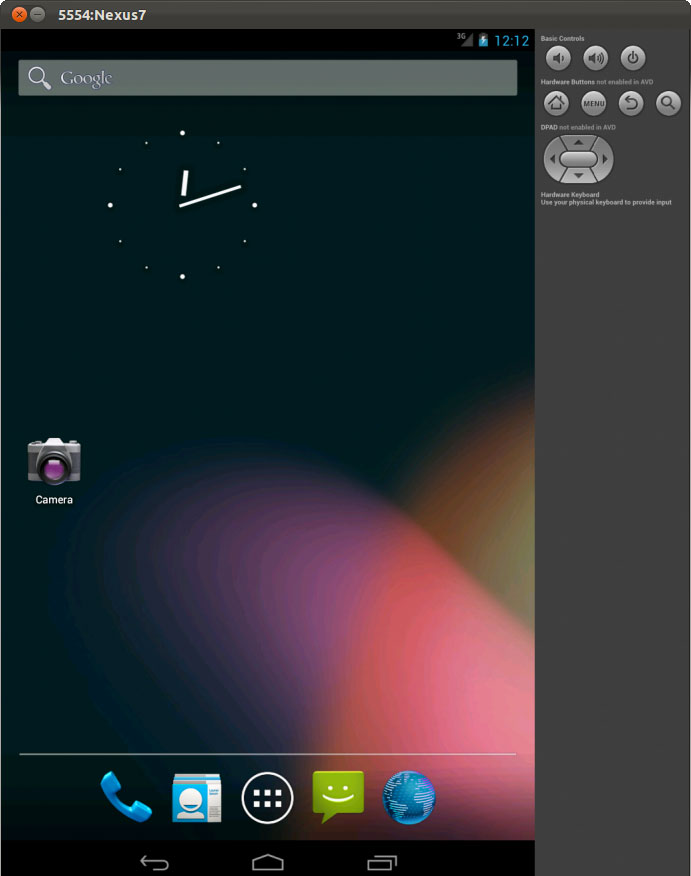 5554:Nexus7
3G 12:12
Google
Camera
Basic Controls
Hardware Buttons not enabled in AVD
MENU
DPAD not enabled in AVD
Hardware Keyboard
Use your physical keyboard to provide input